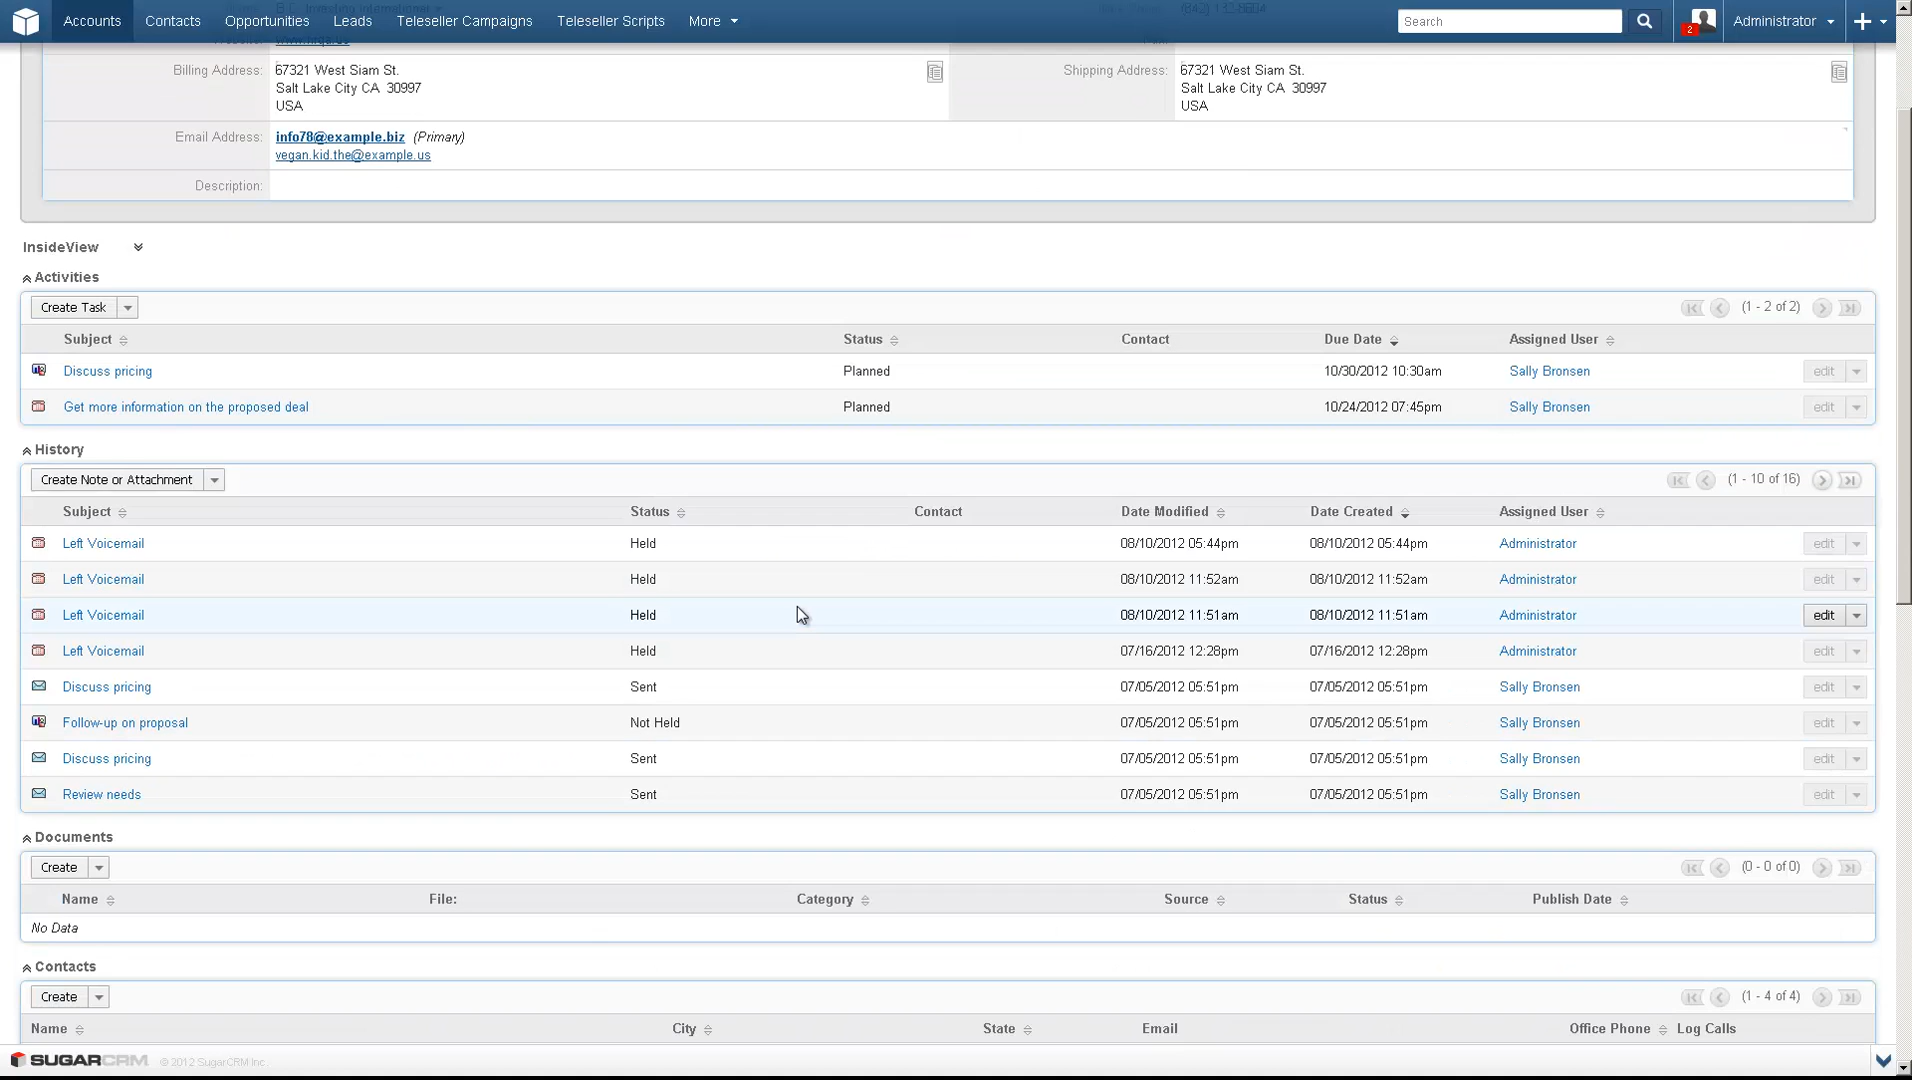 Accounts Contacts Opportunities Leads Teleseller Campaigns Teleseller Scripts More Search 2 Administrator
Billing Address: 67321 West Siam St. Shipping Address: 67321 West Siam St.
Salt Lake City CA 30997 Salt Lake City CA 30997
USA USA
Email Address: info78@example.biz (Primary)
vegan.kid.the@example.us
Description:
InsideView
Activities
Create Task (1 - 2 of 2)
Subject Status Contact Due Date Assigned User
Discuss pricing Planned 10/30/2012 10:30am Sally Bronsen edit
Get more information on the proposed deal Planned 10/24/2012 07:45pm Sally Bronsen edit
History
Create Note or Attachment (1 - 10 of 16)
Subject Status Contact Date Modified Date Created Assigned User
Left Voicemail Held 08/10/2012 05:44pm 08/10/2012 05:44pm Administrator edit
Left Voicemail Held 08/10/2012 11:52am 08/10/2012 11:52am Administrator edit
Left Voicemail Held 08/10/2012 11:51am 08/10/2012 11:51am Administrator edit
Left Voicemail Held 07/16/2012 12:28pm 07/16/2012 12:28pm Administrator edit
Discuss pricing Sent 07/05/2012 05:51pm 07/05/2012 05:51pm Sally Bronsen edit
Follow-up on proposal Not Held 07/05/2012 05:51pm 07/05/2012 05:51pm Sally Bronsen edit
Discuss pricing Sent 07/05/2012 05:51pm 07/05/2012 05:51pm Sally Bronsen edit
Review needs Sent 07/05/2012 05:51pm 07/05/2012 05:51pm Sally Bronsen edit
Documents
Create (0 - 0 of 0)
Name File: Category Source Status Publish Date
No Data
Contacts
Create (1 - 4 of 4)
Name City State Email Office Phone Log Calls
SUGARCRM © 2012 SugarCRM Inc.